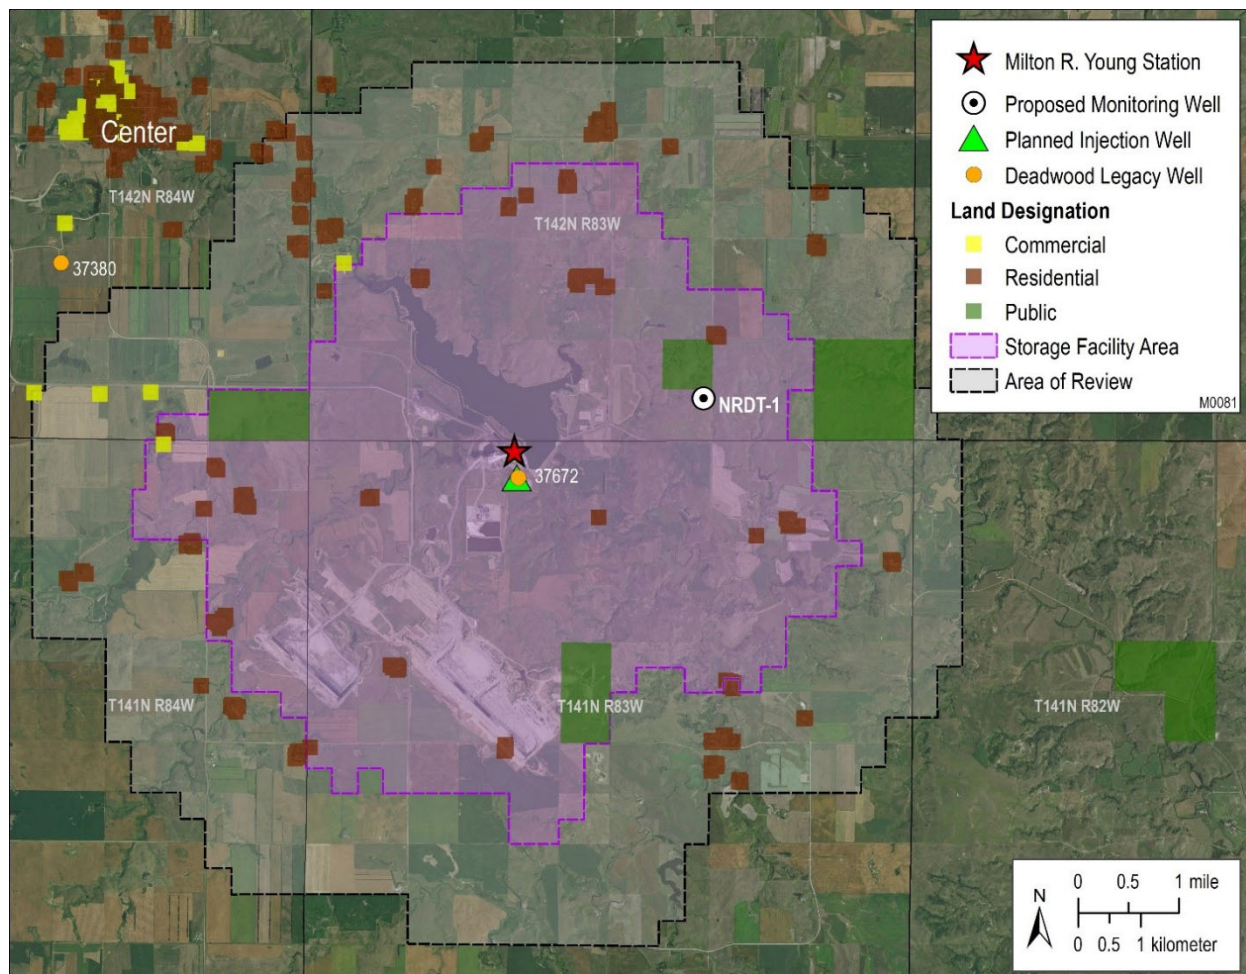 Milton R. Young Station
Proposed Monitoring Well
Planned Injection Well
Deadwood Legacy Well
Land Designation
Commercial
Residential
Public
Storage Facility Area
Area of Review
M0081
Center
T142N R84W
T142N R83W
37380
NRDT-1
37672
T141N R84W
T141N R83W
T141N R82W
N
0 0.5 1 mile
0 0.5 1 kilometer